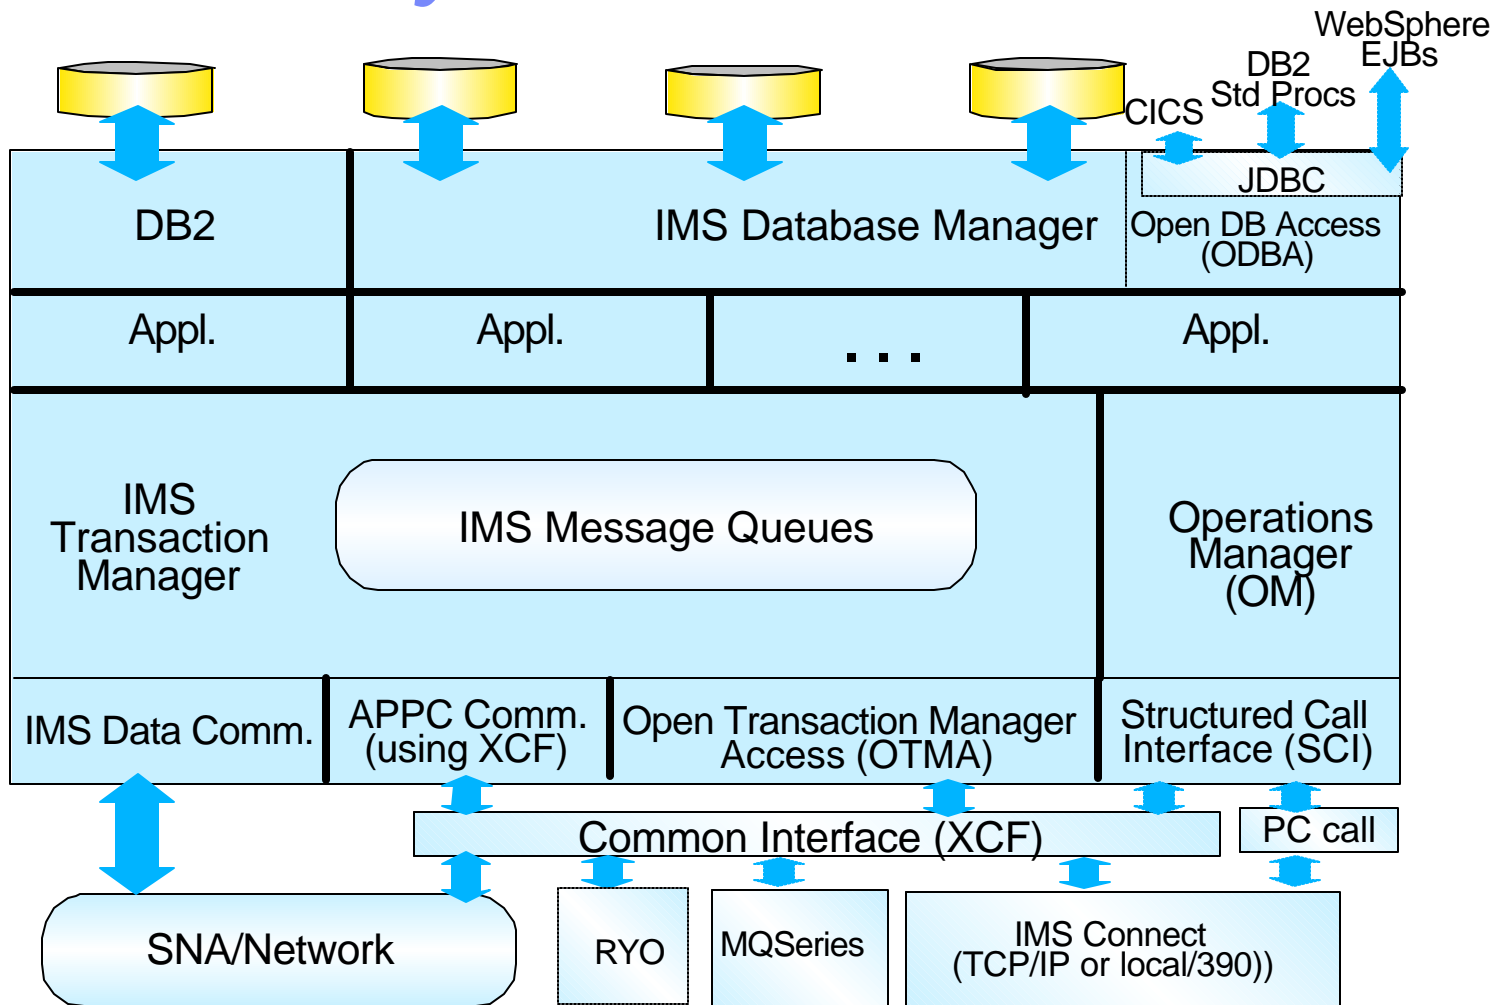 WebSphere
EJBs
DB2
Std Procs
CICS
JDBC
DB2
IMS Database Manager
Open DB Access
(ODBA)
Appl.
Appl.
. . .
Appl.
IMS
Transaction
Manager
IMS Message Queues
Operations
Manager
(OM)
IMS Data Comm.
APPC Comm.
(using XCF)
Open Transaction Manager
Access (OTMA)
Structured Call
Interface (SCI)
Common Interface (XCF)
PC call
SNA/Network
RYO
MQSeries
IMS Connect
(TCP/IP or local/390))